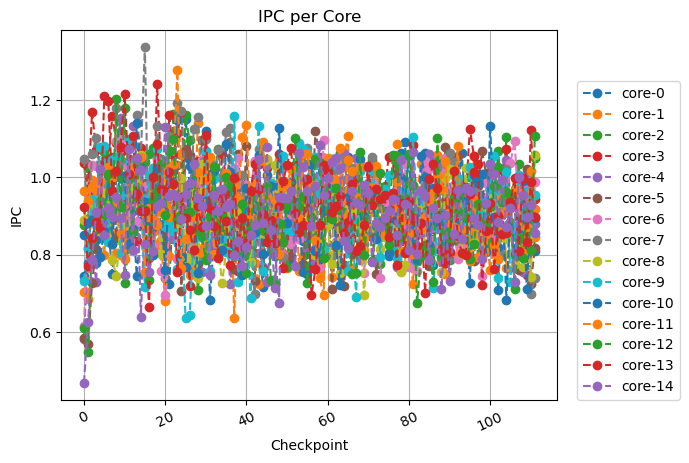 IPC per Core
IPC
1.2
1.0
0.8
0.6
0
20
40
60
80
100
Checkpoint
core-0
core-1
core-2
core-3
core-4
core-5
core-6
core-7
core-8
core-9
core-10
core-11
core-12
core-13
core-14